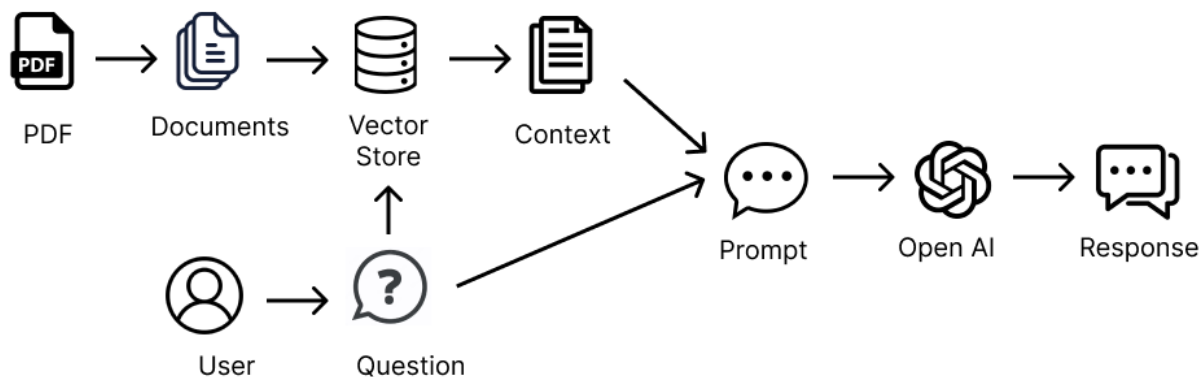 PDF
PDF
Documents
Vector
Store
Context
Prompt
Open AI
Response
?
User
Question